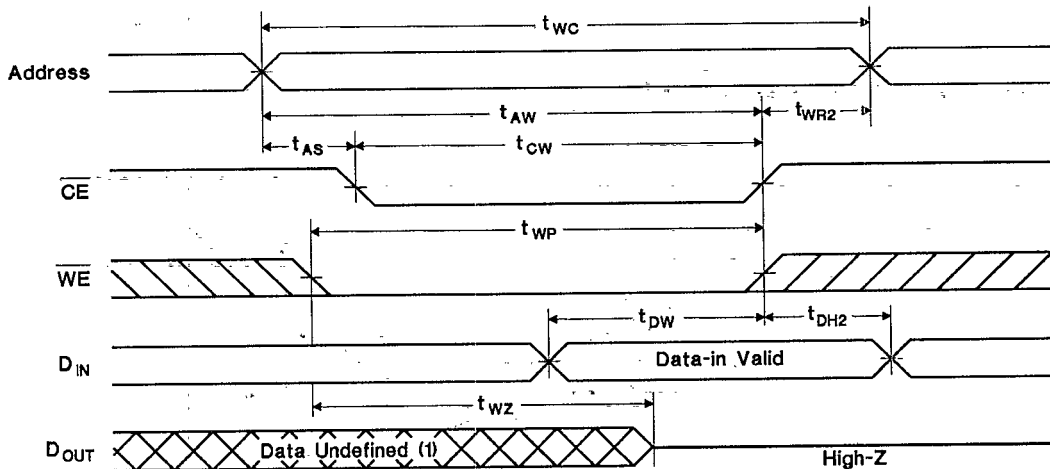 tWC
Address
tAW
tWR2
tAS
tCW
CE
tWP
WE
tDW
tDH2
DIN
Data-in Valid
tWZ
DOUT
Data Undefined (1)
High-Z